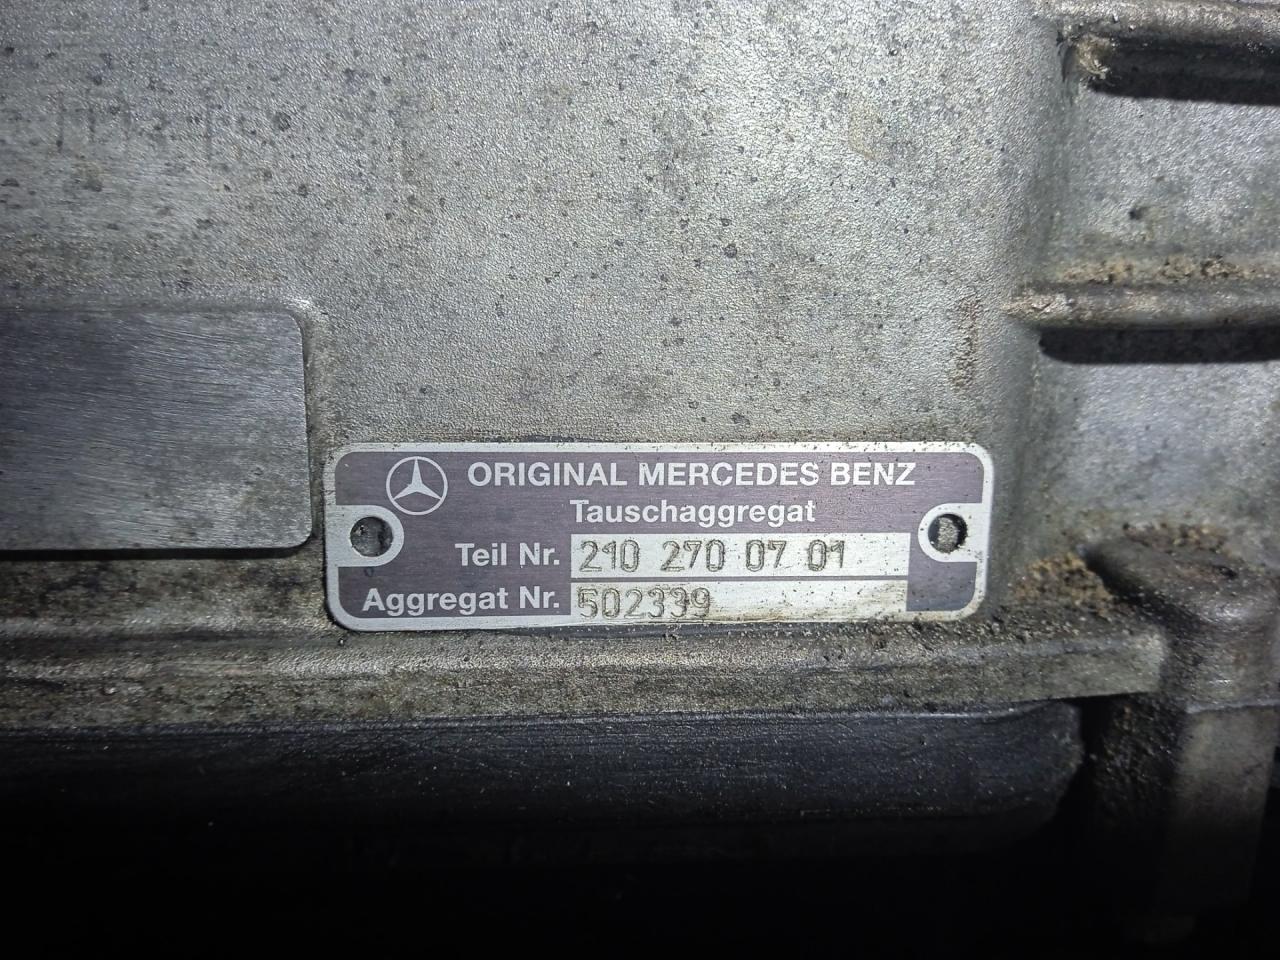 ORIGINAL MERCEDES BENZ
Tauschaggregat
Teil Nr. 210 270 07 01
Aggregat Nr. 502339